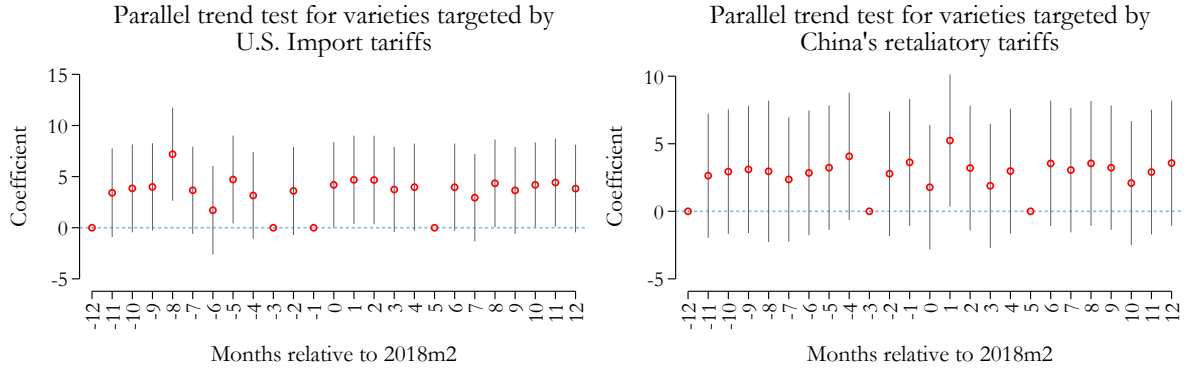 Parallel trend test for varieties targeted by
U.S. Import tariffs
15
10
5
0
-5
Coefficient
-12 -11 -10 -9 -8 -7 -6 -5 -4 -3 -2 -1 0 1 2 3 4 5 6 7 8 9 10 11 12
Months relative to 2018m2
Parallel trend test for varieties targeted by
China's retaliatory tariffs
10
5
0
-5
Coefficient
-12 -11 -10 -9 -8 -7 -6 -5 -4 -3 -2 -1 0 1 2 3 4 5 6 7 8 9 10 11 12
Months relative to 2018m2